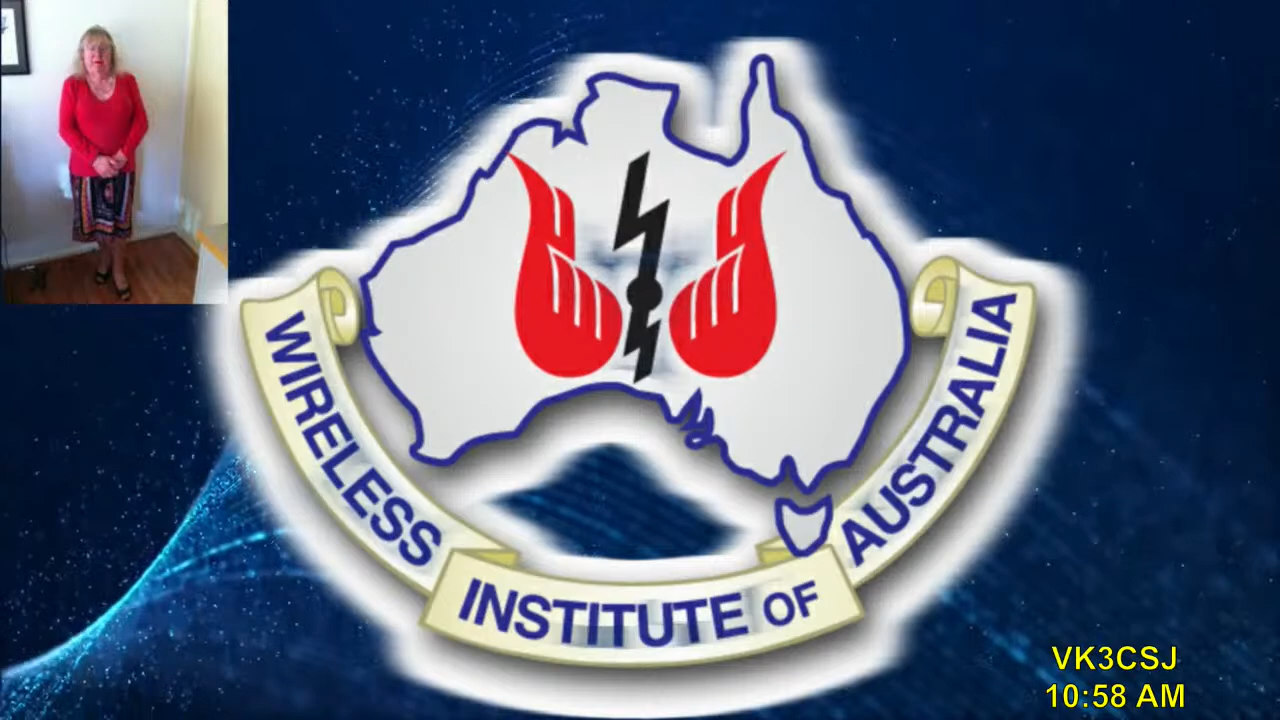 WIRELESS
INSTITUTE OF
AUSTRALIA
VK3CSJ
10:58 AM